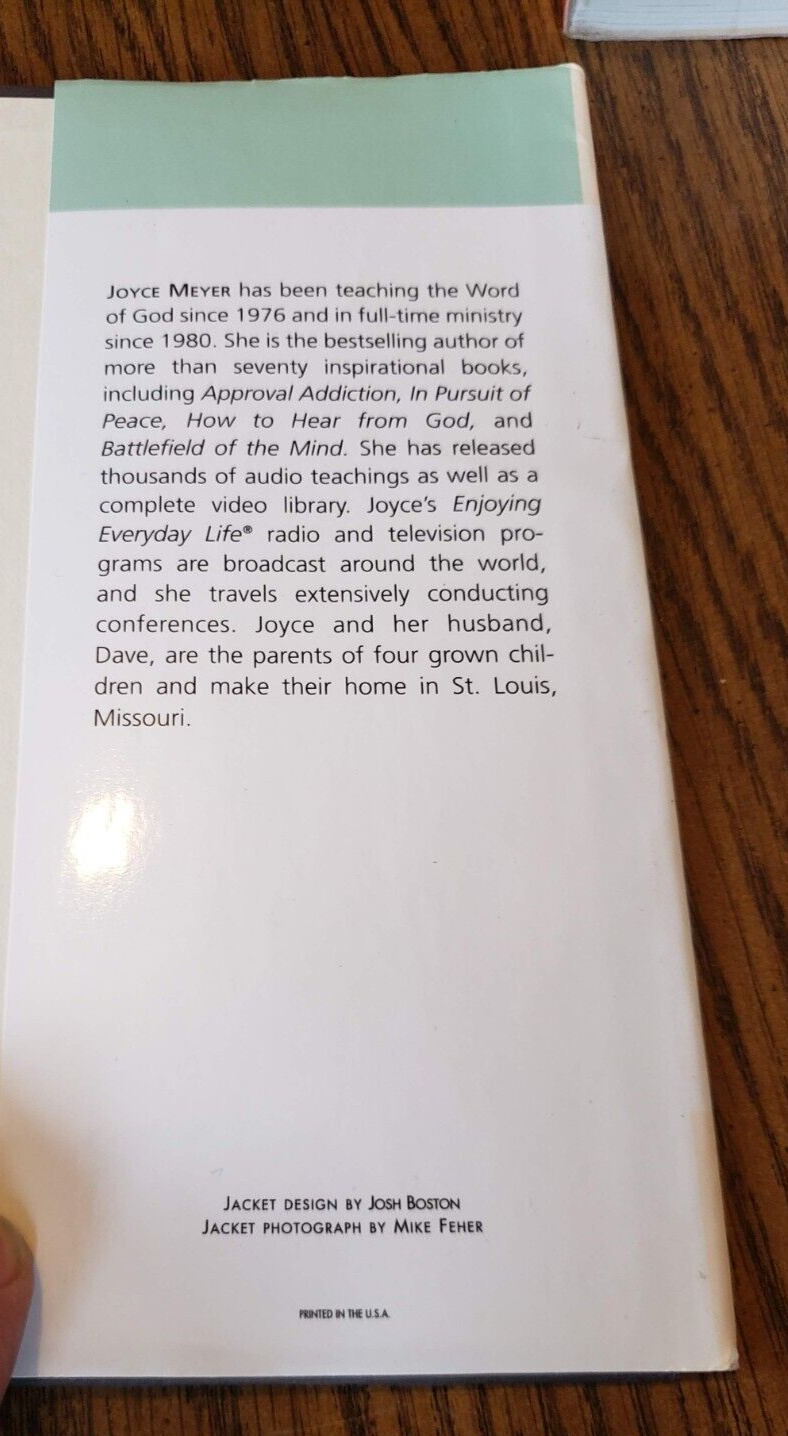 JOYCE MEYER has been teaching the Word
of God since 1976 and in full-time ministry
since 1980. She is the bestselling author of
more than seventy inspirational books,
including Approval Addiction, In Pursuit of
Peace, How to Hear from God, and
Battlefield of the Mind. She has released
thousands of audio teachings as well as a
complete video library. Joyce's Enjoying
Everyday Life® radio and television pro-
grams are broadcast around the world,
and she travels extensively conducting
conferences. Joyce and her husband,
Dave, are the parents of four grown chil-
dren and make their home in St. Louis,
Missouri.
JACKET DESIGN BY JOSH BOSTON
JACKET PHOTOGRAPH BY MIKE FEHER
PRINTED IN THE U.S.A.